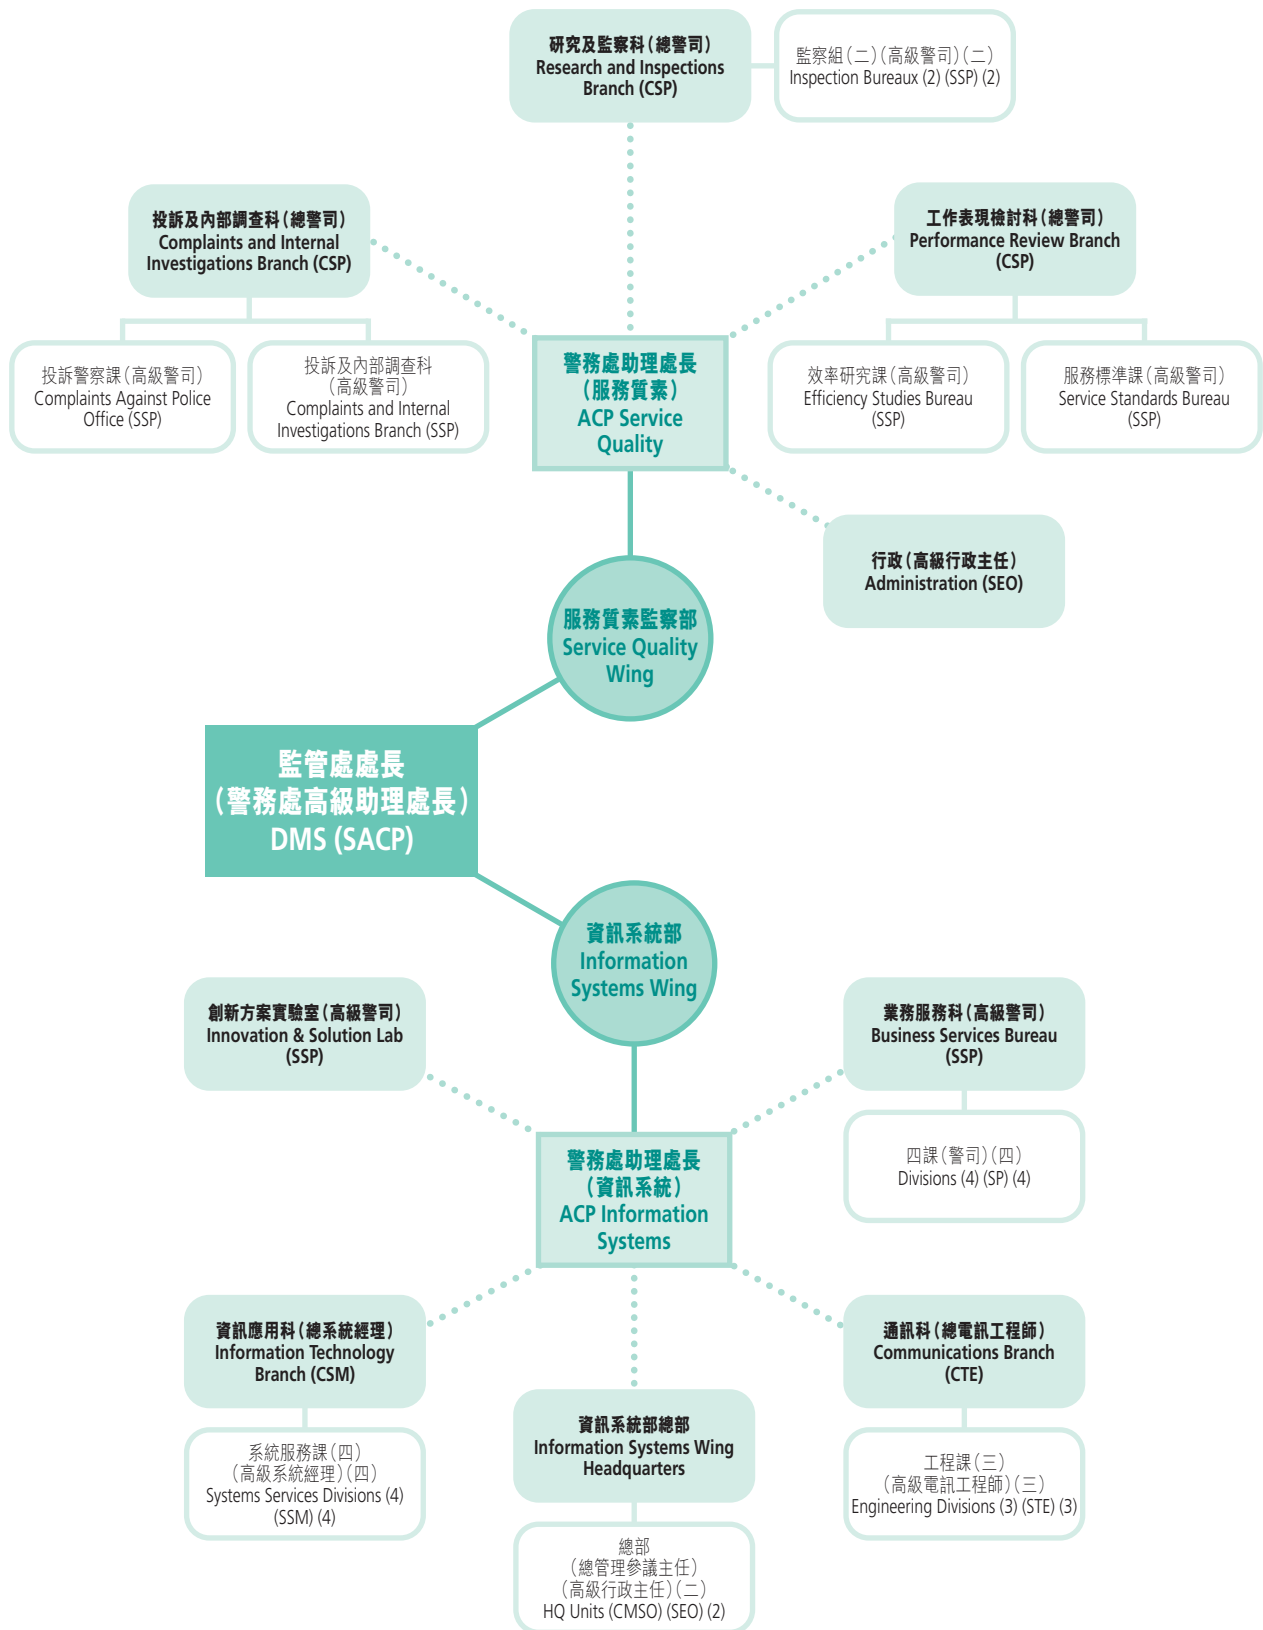 研究及監察科(總警司)
Research and Inspections
Branch (CSP)
監察組(二)(高級警司)(二)
Inspection Bureaux (2) (SSP) (2)
投訴及內部調查科(總警司)
Complaints and Internal
Investigations Branch (CSP)
工作表現檢討科(總警司)
Performance Review Branch
(CSP)
投訴警察課(高級警司)
Complaints Against Police
Office (SSP)
投訴及內部調查科
(高級警司)
Complaints and Internal
Investigations Branch (SSP)
警務處助理處長
(服務質素)
ACP Service
Quality
效率研究課(高級警司)
Efficiency Studies Bureau
(SSP)
服務標準課(高級警司)
Service Standards Bureau
(SSP)
行政(高級行政主任)
Administration (SEO)
服務質素監察部
Service Quality
Wing
監管處處長
(警務處高級助理處長)
DMS (SACP)
資訊系統部
Information
Systems Wing
創新方案實驗室(高級警司)
Innovation & Solution Lab
(SSP)
業務服務科(高級警司)
Business Services Bureau
(SSP)
四課(警司)(四)
Divisions (4) (SP) (4)
警務處助理處長
(資訊系統)
ACP Information
Systems
資訊應用科(總系統經理)
Information Technology
Branch (CSM)
通訊科(總電訊工程師)
Communications Branch
(CTE)
資訊系統部總部
Information Systems Wing
Headquarters
系統服務課(四)
(高級系統經理)(四)
Systems Services Divisions (4)
(SSM) (4)
工程課(三)
(高級電訊工程師)(三)
Engineering Divisions (3) (STE) (3)
總部
(總管理參議主任)
(高級行政主任)(二)
HQ Units (CMSO) (SEO) (2)